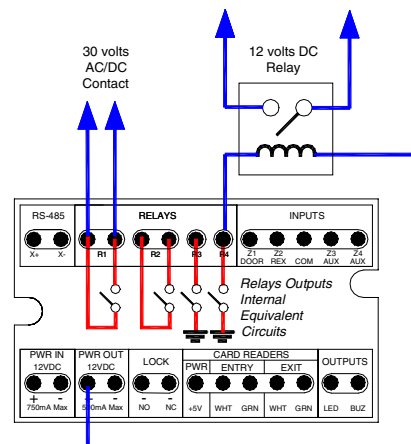 30 volts
AC/DC
Contact
12 volts DC
Relay
RS-485
RELAYS
INPUTS
X+ X- R1 R2 R3 R4 Z1 DOOR Z2 REX COM Z3 AUX Z4 AUX
Relays Outputs
Internal
Equivalent
Circuits
PWR IN
12VDC
+ -
750mA Max
PWR OUT
12VDC
+ -
500mA Max
LOCK
- -
NO NC
CARD READERS
PWR ENTRY EXIT
+5V WHT GRN WHT GRN
OUTPUTS
LED BUZ